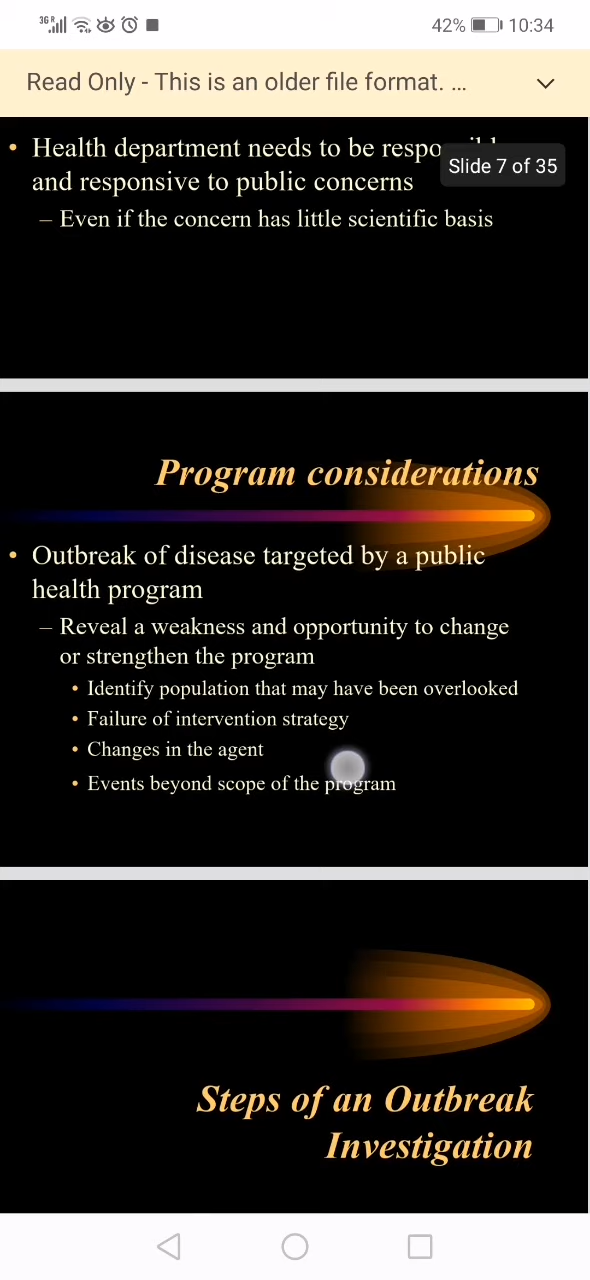 36 R
42% 10:34
Read Only - This is an older file format. ...
• Health department needs to be
Slide 7 of 35
and responsive to public concerns
– Even if the concern has little scientific basis
Program considerations
• Outbreak of disease targeted by a public
health program
– Reveal a weakness and opportunity to change
or strengthen the program
• Identify population that may have been overlooked
• Failure of intervention strategy
• Changes in the agent
• Events beyond scope of the program
Steps of an Outbreak
Investigation